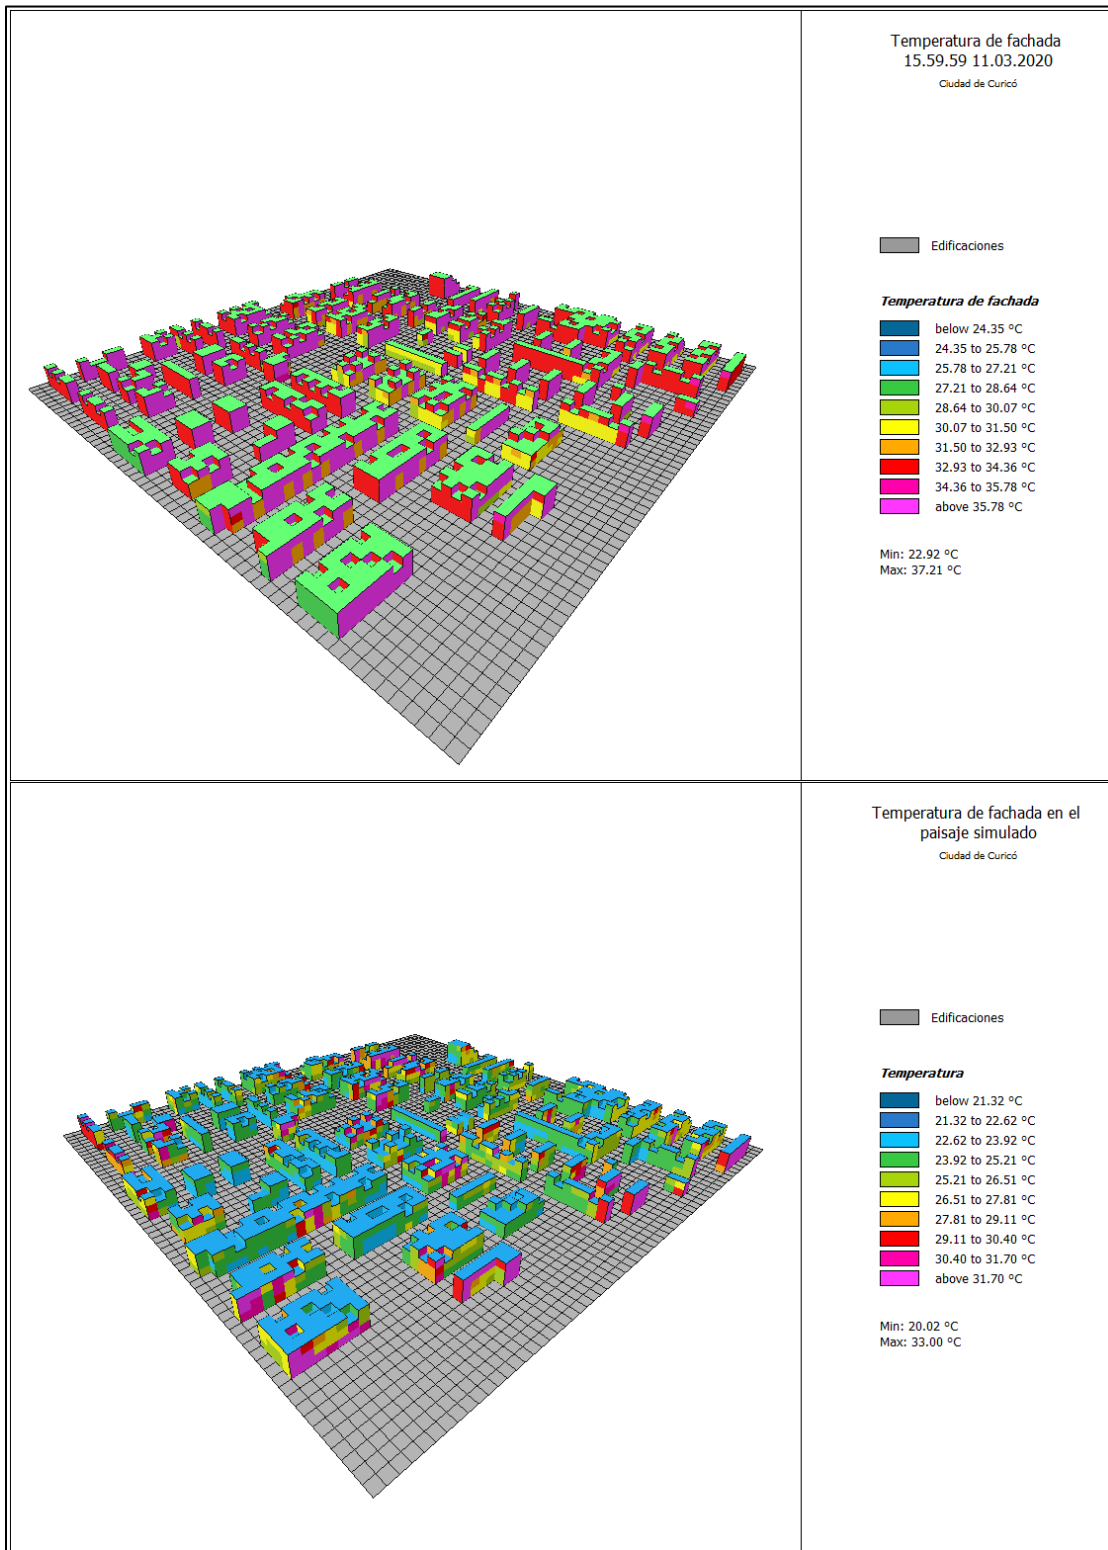 Temperatura de fachada
15.59.59 11.03.2020
Ciudad de Curicó
Edificaciones
Temperatura de fachada
below 24.35 °C
24.35 to 25.78 °C
25.78 to 27.21 °C
27.21 to 28.64 °C
28.64 to 30.07 °C
30.07 to 31.50 °C
31.50 to 32.93 °C
32.93 to 34.36 °C
34.36 to 35.78 °C
above 35.78 °C
Min: 22.92 °C
Max: 37.21 °C
Temperatura de fachada en el
paisaje simulado
Ciudad de Curicó
Edificaciones
Temperatura
below 21.32 °C
21.32 to 22.62 °C
22.62 to 23.92 °C
23.92 to 25.21 °C
25.21 to 26.51 °C
26.51 to 27.81 °C
27.81 to 29.11 °C
29.11 to 30.40 °C
30.40 to 31.70 °C
above 31.70 °C
Min: 20.02 °C
Max: 33.00 °C